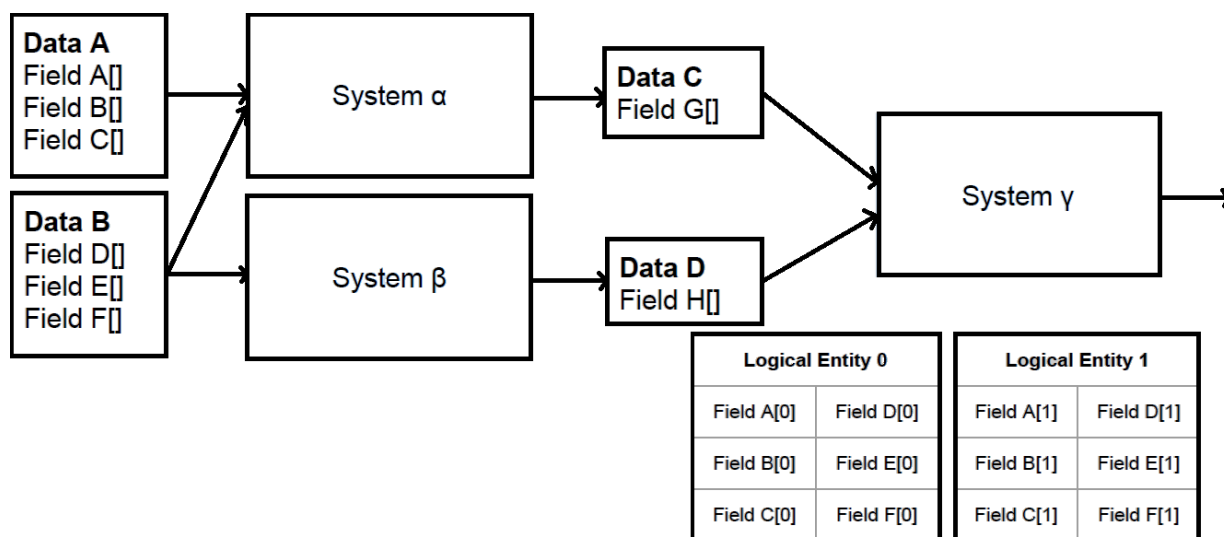 Data A
Field A[]
Field B[]
Field C[]
System α
Data C
Field G[]
System γ
Data B
Field D[]
Field E[]
Field F[]
System β
Data D
Field H[]
Logical Entity 0
Field A[0] Field D[0]
Field B[0] Field E[0]
Field C[0] Field F[0]
Logical Entity 1
Field A[1] Field D[1]
Field B[1] Field E[1]
Field C[1] Field F[1]